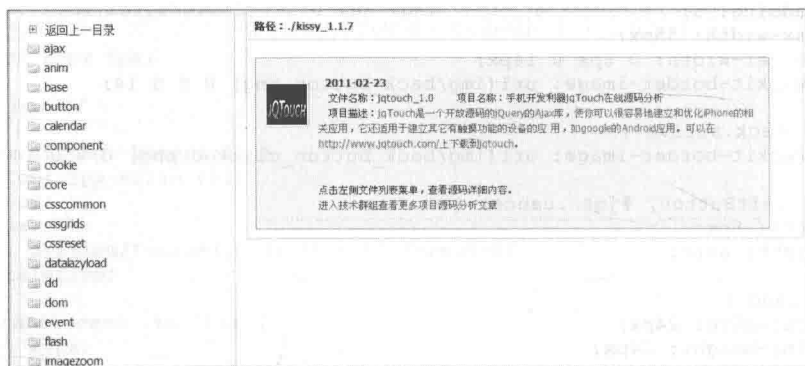 返回上一目录
ajax
anim
base
button
calendar
component
cookie
core
csscommon
cssgrids
cssreset
datalazyload
dd
dom
event
flash
imagezoom
路径：./kissy_1.1.7
jQTOUCH
2011-02-23
文件名称：jqtouch_1.0 项目名称：手机开发利器jqTouch在线源码分析
项目描述：jqTouch是一个开放源码的jQuery的Ajax库，使你可以很容易地建立和优化iPhone的相
关应用，它还适用于建立其它有触摸功能的设备的应 用，如google的Android应用。可以在
http://www.jqtouch.com/上下载到jqtouch。
点击左侧文件列表菜单，查看源码详细内容。
进入技术群组查看更多项目源码分析文章